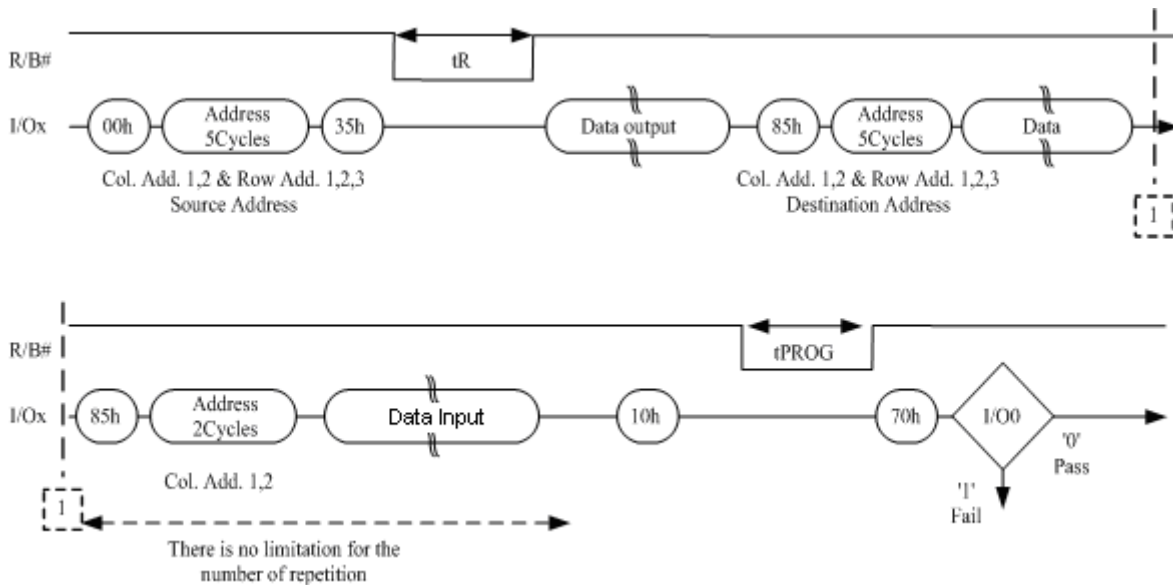 R/B#
tR
I/Ox
00h
Address
5Cycles
35h
Data output
85h
Address
5Cycles
Data
Col. Add. 1,2 & Row Add. 1,2,3
Source Address
Col. Add. 1,2 & Row Add. 1,2,3
Destination Address
1
R/B#
tPROG
I/Ox
85h
Address
2Cycles
Data Input
10h
70h
I/O0
'0'
Pass
Col. Add. 1,2
'1'
Fail
1
There is no limitation for the
number of repetition